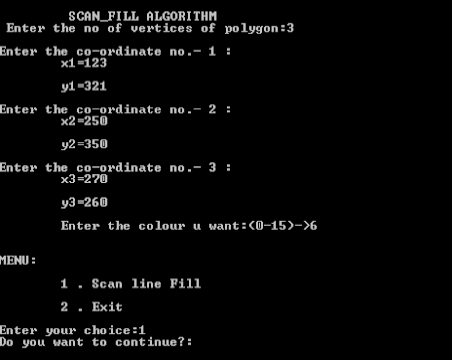 SCAN_FILL ALGORITHM
Enter the no of vertices of polygon:3
Enter the co-ordinate no.- 1 :
x1=123
y1=321
Enter the co-ordinate no.- 2 :
x2=250
y2=350
Enter the co-ordinate no.- 3 :
x3=270
y3=260
Enter the colour u want:(0-15)->6
MENU:
1 . Scan line Fill
2 . Exit
Enter your choice:1
Do you want to continue?: